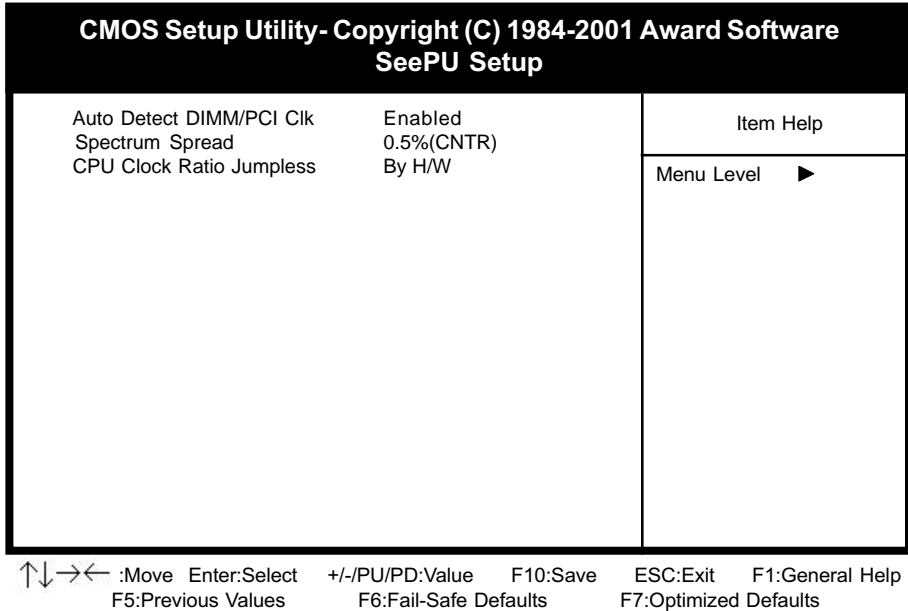 CMOS Setup Utility- Copyright (C) 1984-2001 Award Software
SeePU Setup
Auto Detect DIMM/PCI Clk Enabled
Spectrum Spread 0.5%(CNTR)
CPU Clock Ratio Jumpless By H/W
Item Help
Menu Level ▶
↑↓→← :Move Enter:Select +/-/PU/PD:Value F10:Save ESC:Exit F1:General Help
F5:Previous Values F6:Fail-Safe Defaults F7:Optimized Defaults